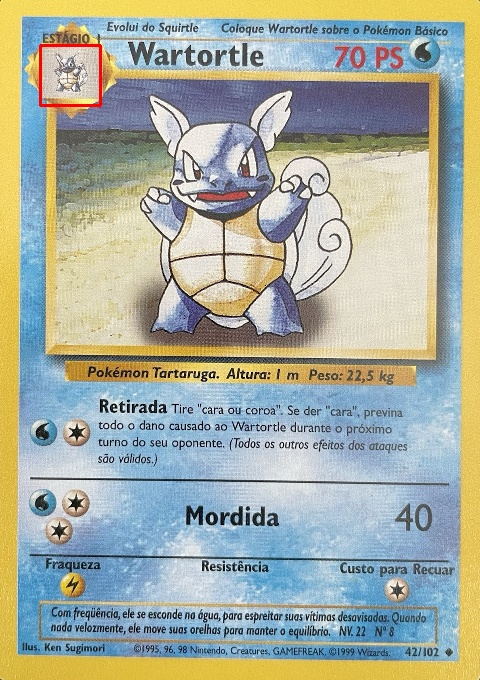 Evolui do Squirtle Coloque Wartortle sobre o Pokémon Básico
ESTÁGIO 1
Wartortle 70 PS
Pokémon Tartaruga. Altura: 1 m Peso: 22,5 kg
Retirada Tire "cara ou coroa". Se der "cara", previna
todo o dano causado ao Wartortle durante o próximo
turno do seu oponente. (Todos os outros efeitos dos ataques
são válidos.)
Mordida 40
Fraqueza Resistência Custo para Recuar
Com freqüência, ele se esconde na água, para espreitar suas vítimas desavisadas. Quando
nada velozmente, ele move suas orelhas para manter o equilíbrio. NV. 22 Nº 8
Ilus. Ken Sugimori ©1995, 96, 98 Nintendo, Creatures, GAMEFREAK. ©1999 Wizards. 42/102